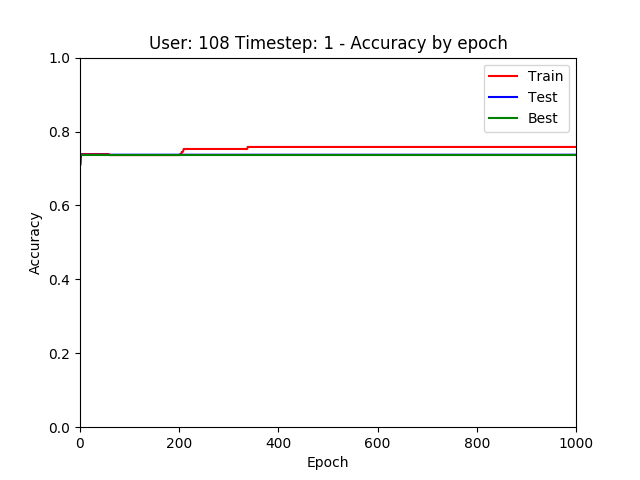 User: 108 Timestep: 1 - Accuracy by epoch
1.0
Train
Test
Best
0.8
0.6
Accuracy
0.4
0.2
0.0
0 200 400 600 800 1000
Epoch